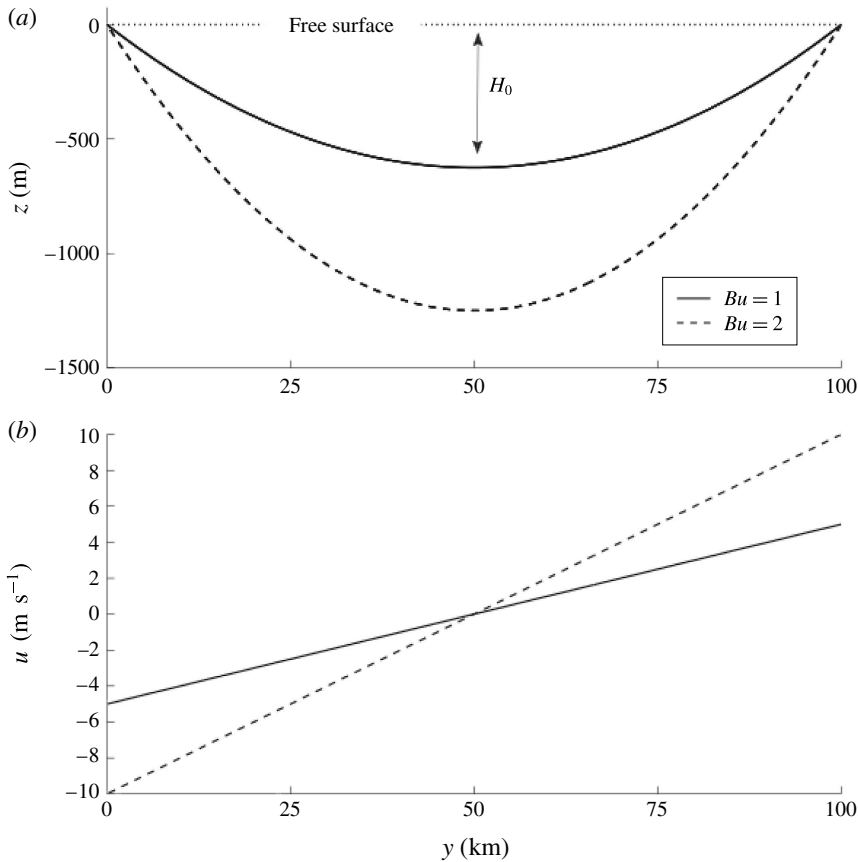 (a)
0
Free surface
H₀
−500
z (m)
−1000
Bu = 1
Bu = 2
−1500
0
25
50
75
100
(b)
10
8
6
4
2
0
u (m s⁻¹)
−2
−4
−6
−8
−10
0
25
50
75
100
y (km)